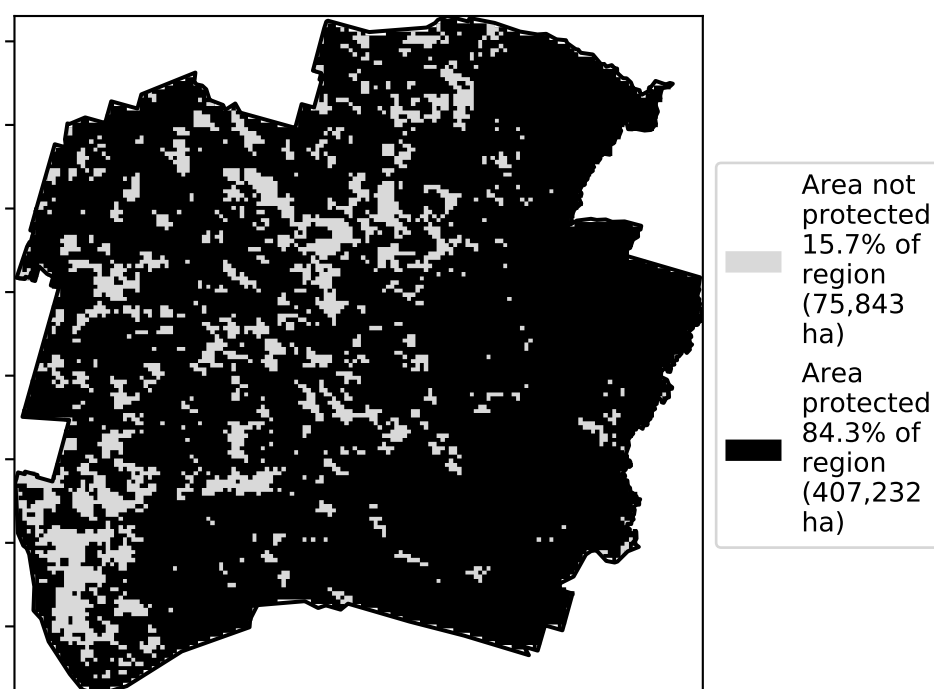 Area not
protected
15.7% of
region
(75,843
ha)
Area
protected
84.3% of
region
(407,232
ha)